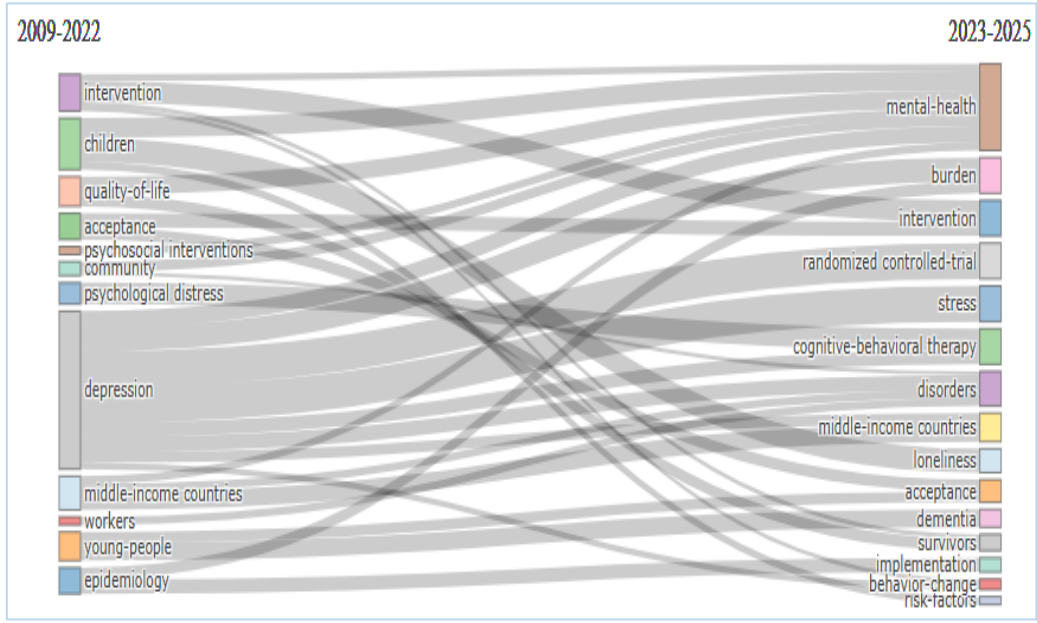 2009-2022
2023-2025
intervention
children
quality-of-life
acceptance
psychosocial interventions
community
psychological distress
depression
middle-income countries
workers
young-people
epidemiology
mental-health
burden
intervention
randomized controlled-trial
stress
cognitive-behavioral therapy
disorders
middle-income countries
loneliness
acceptance
dementia
survivors
implementation
behavior-change
risk-factors